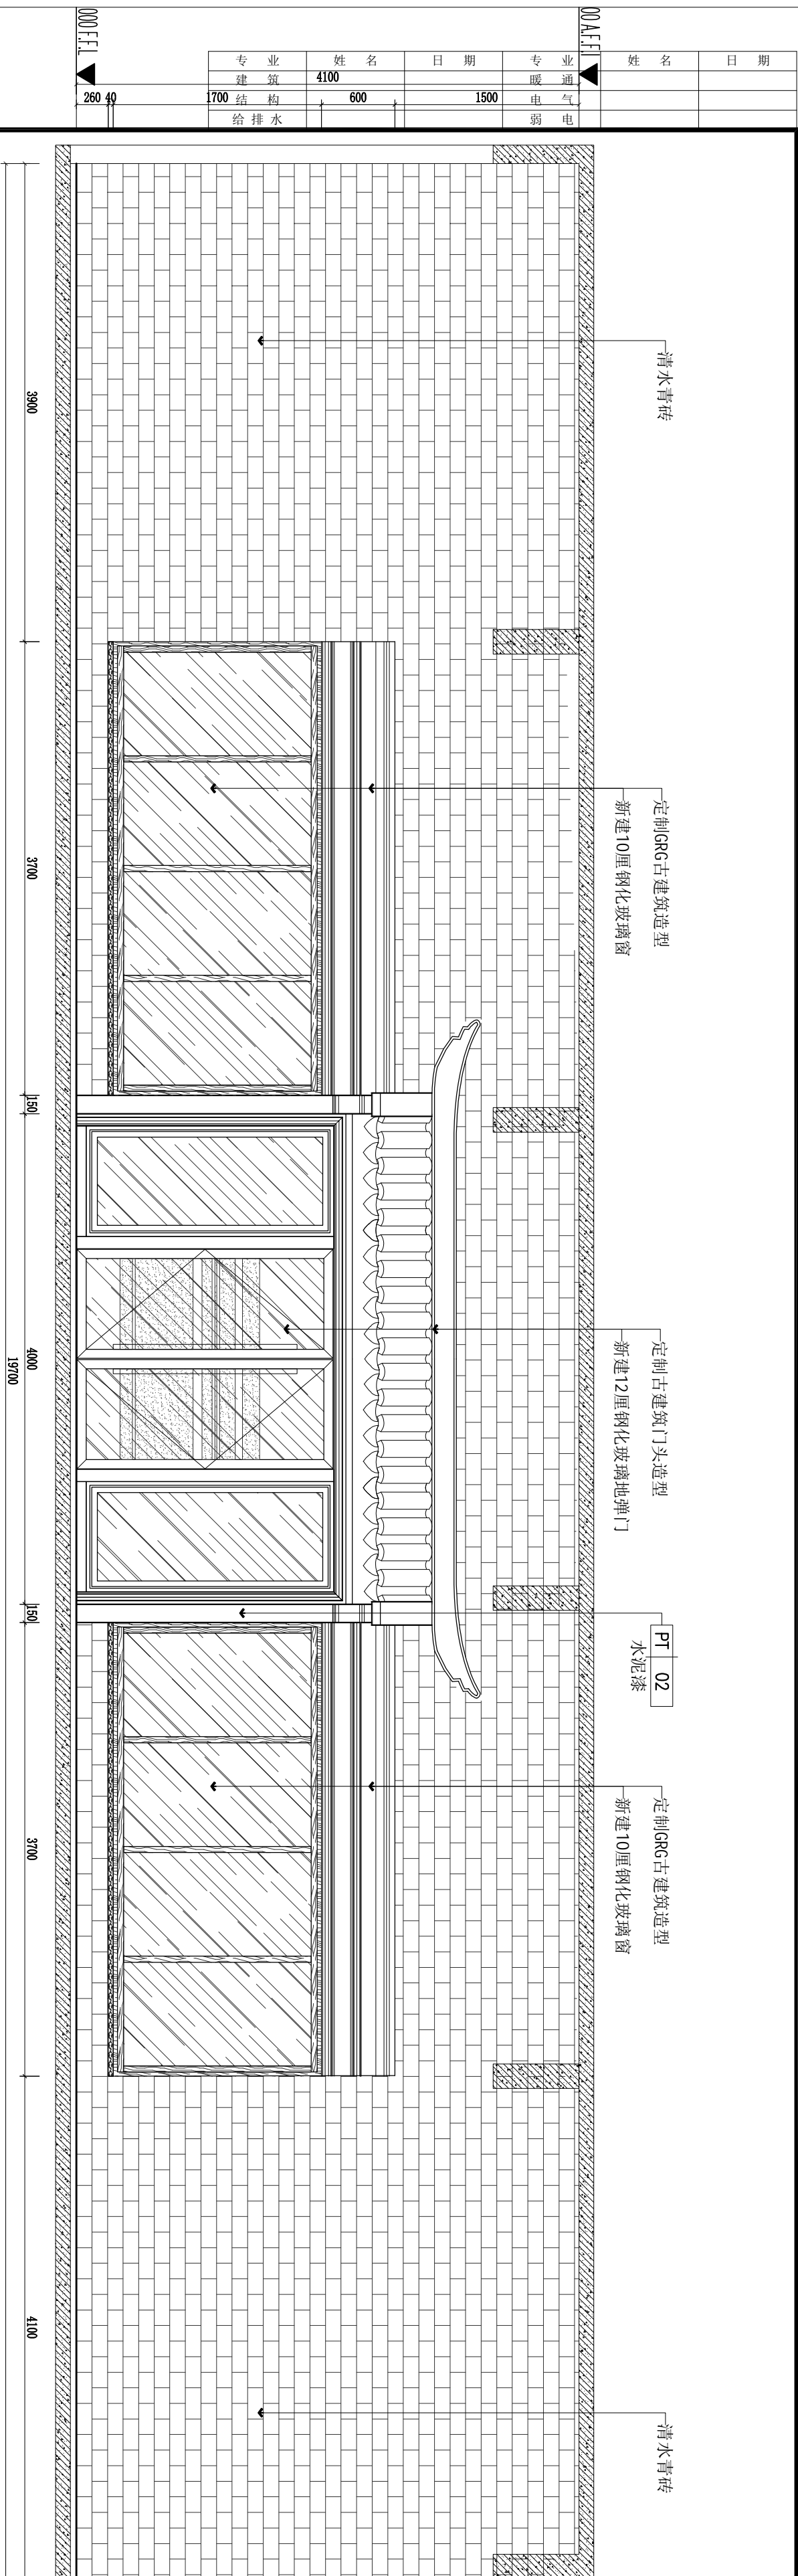 000 F.F.L
00 A.F.F.L
专 业 姓 名 日 期 专 业 姓 名 日 期
建 筑 暖 通
结 构 电 气
给 排 水 弱 电
4100
260 40 1700 600 1500
清水青砖
定制GRG古建筑造型
新建10厘钢化玻璃窗
定制古建筑门头造型
新建12厘钢化玻璃地弹门
PT 02
水泥漆
定制GRG古建筑造型
新建10厘钢化玻璃窗
清水青砖
3900 3700 150 4000 150 3700 4100
19700